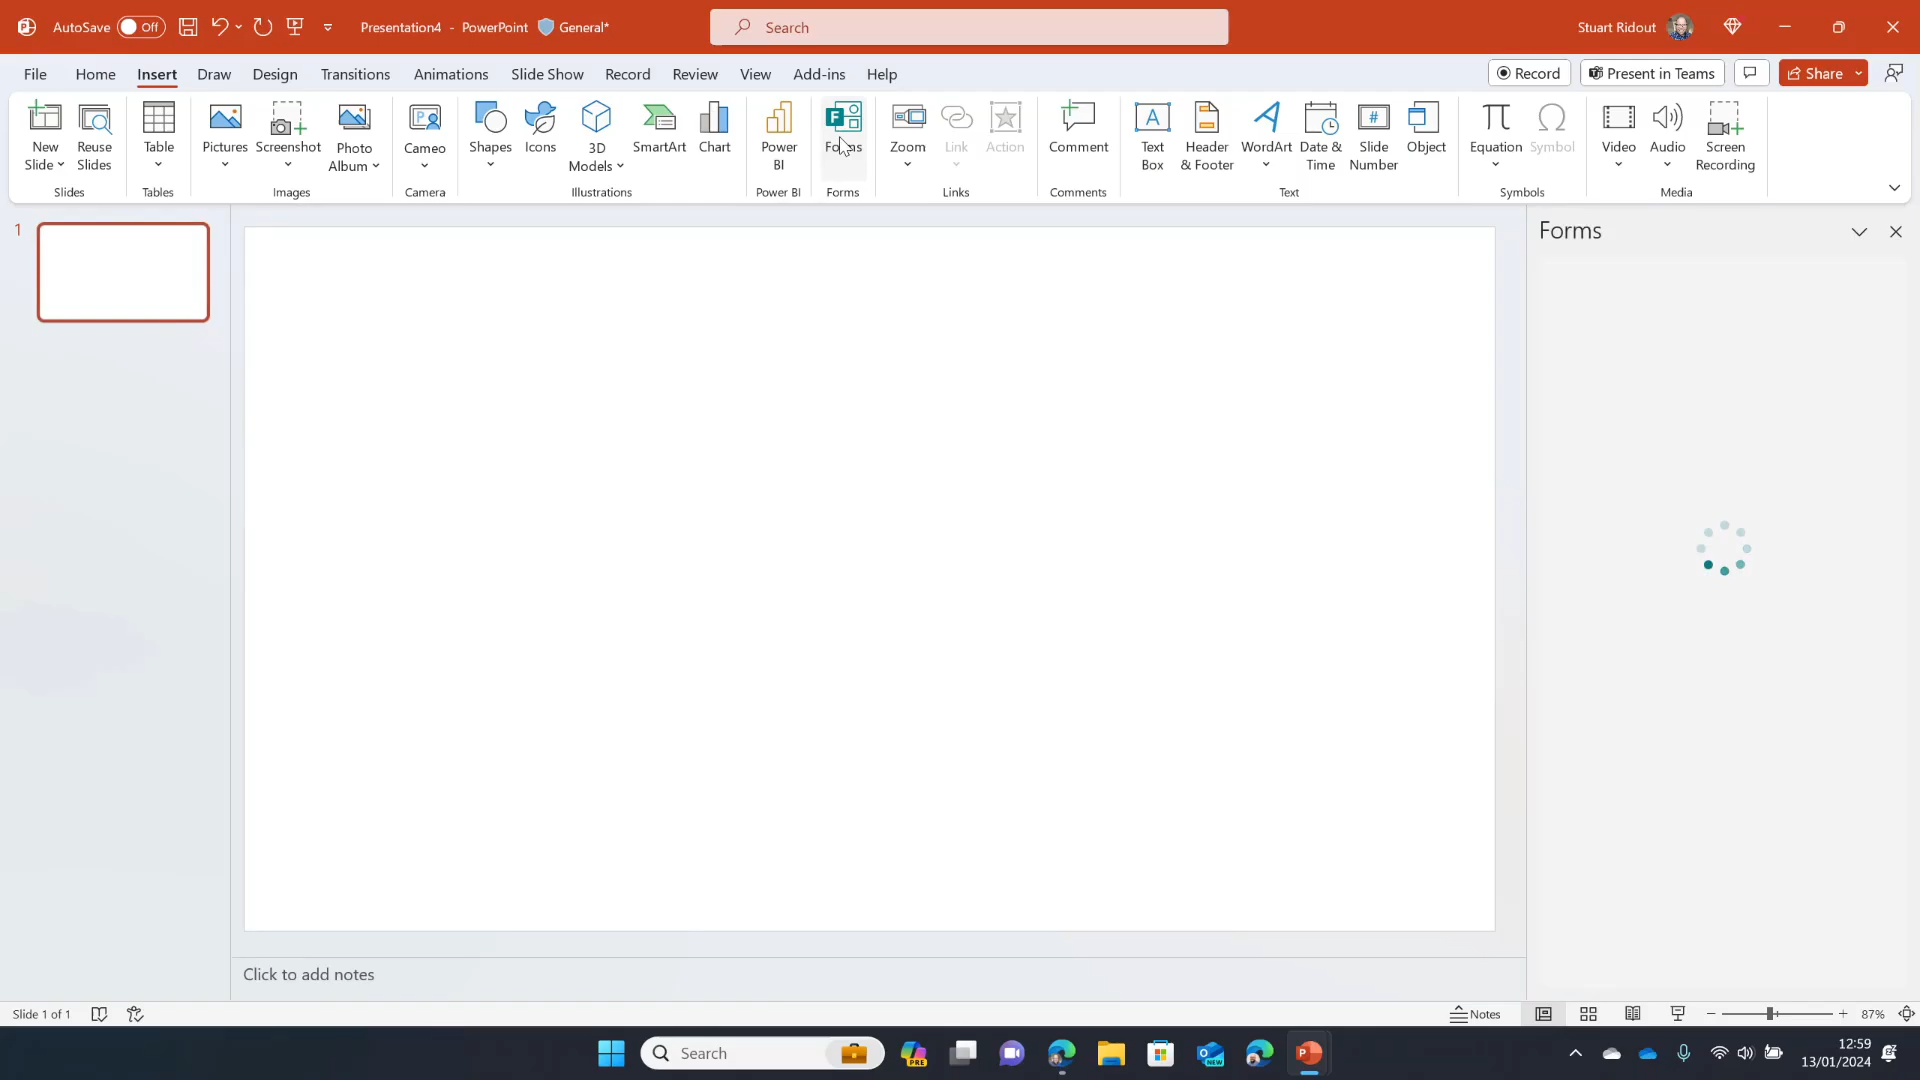 AutoSave Off Presentation4 - PowerPoint General* Search Stuart Ridout
File Home Insert Draw Design Transitions Animations Slide Show Record Review View Add-ins Help Record Present in Teams Share
New Slide
Reuse Slides
Slides
Table
Tables
Pictures
Screenshot
Photo Album
Images
Cameo
Camera
Shapes
Icons
3D Models
SmartArt
Chart
Illustrations
Power BI
Power BI
Forms
Forms
Zoom
Link
Action
Links
Comment
Comments
Text Box
Header & Footer
WordArt
Date & Time
Slide Number
Object
Text
Equation
Symbol
Symbols
Video
Audio
Screen Recording
Media
1
Forms
Click to add notes
Slide 1 of 1 Notes 87%
Search PRE NEW 12:59
13/01/2024